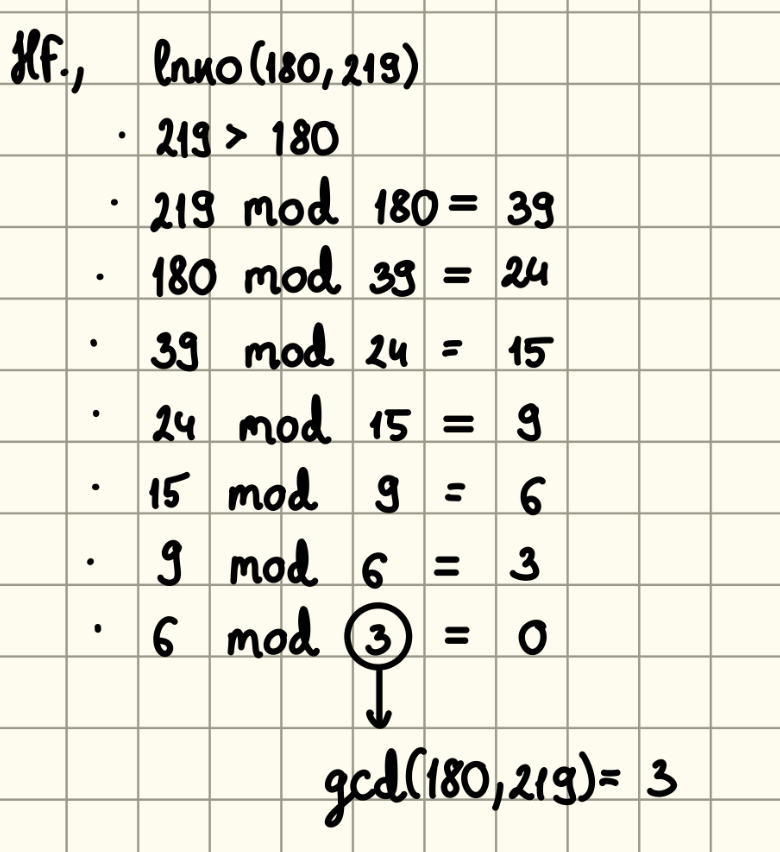 Hf., lnko(180,219)
· 219 > 180
· 219 mod 180 = 39
· 180 mod 39 = 24
· 39 mod 24 = 15
· 24 mod 15 = 9
· 15 mod 9 = 6
· 9 mod 6 = 3
· 6 mod 3 = 0
gcd(180,219)= 3